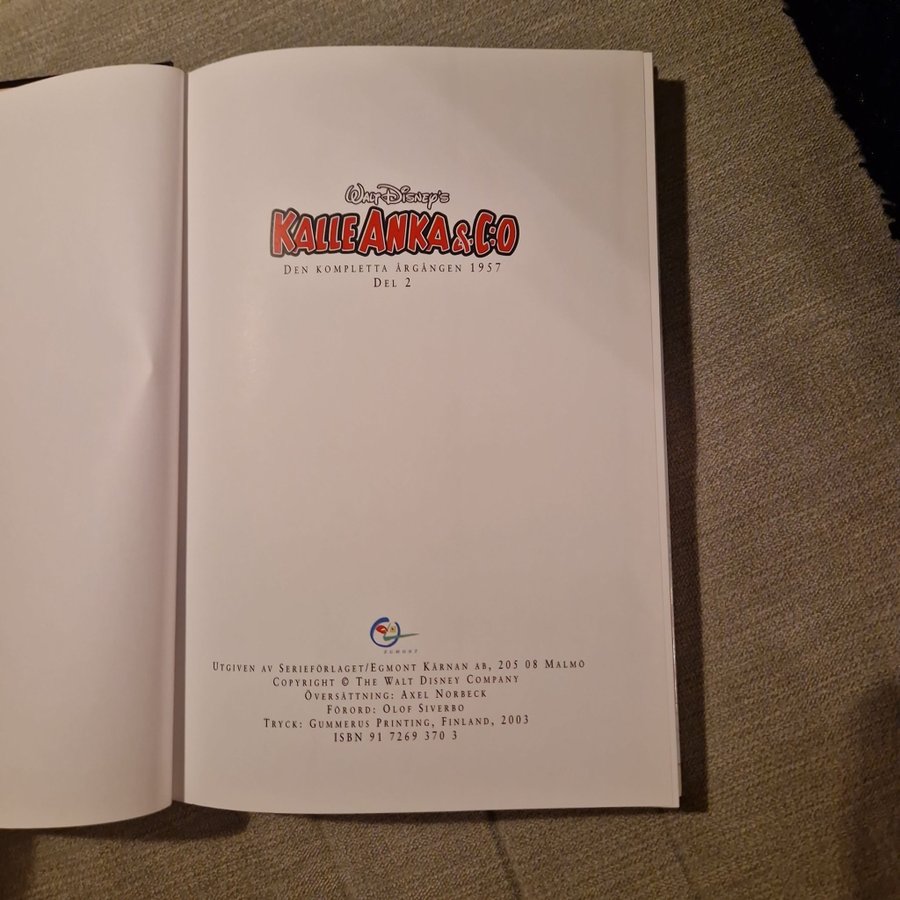 Walt Disney's
KALLE ANKA & C:O
DEN KOMPLETTA ÅRGÅNGEN 1957
DEL 2
EGMONT
UTGIVEN AV SERIEFÖRLAGET/EGMONT KÄRNAN AB, 205 08 MALMÖ
COPYRIGHT © THE WALT DISNEY COMPANY
ÖVERSÄTTNING: AXEL NORBECK
FÖRORD: OLOF SIVERBO
TRYCK: GUMMERUS PRINTING, FINLAND, 2003
ISBN 91 7269 370 3